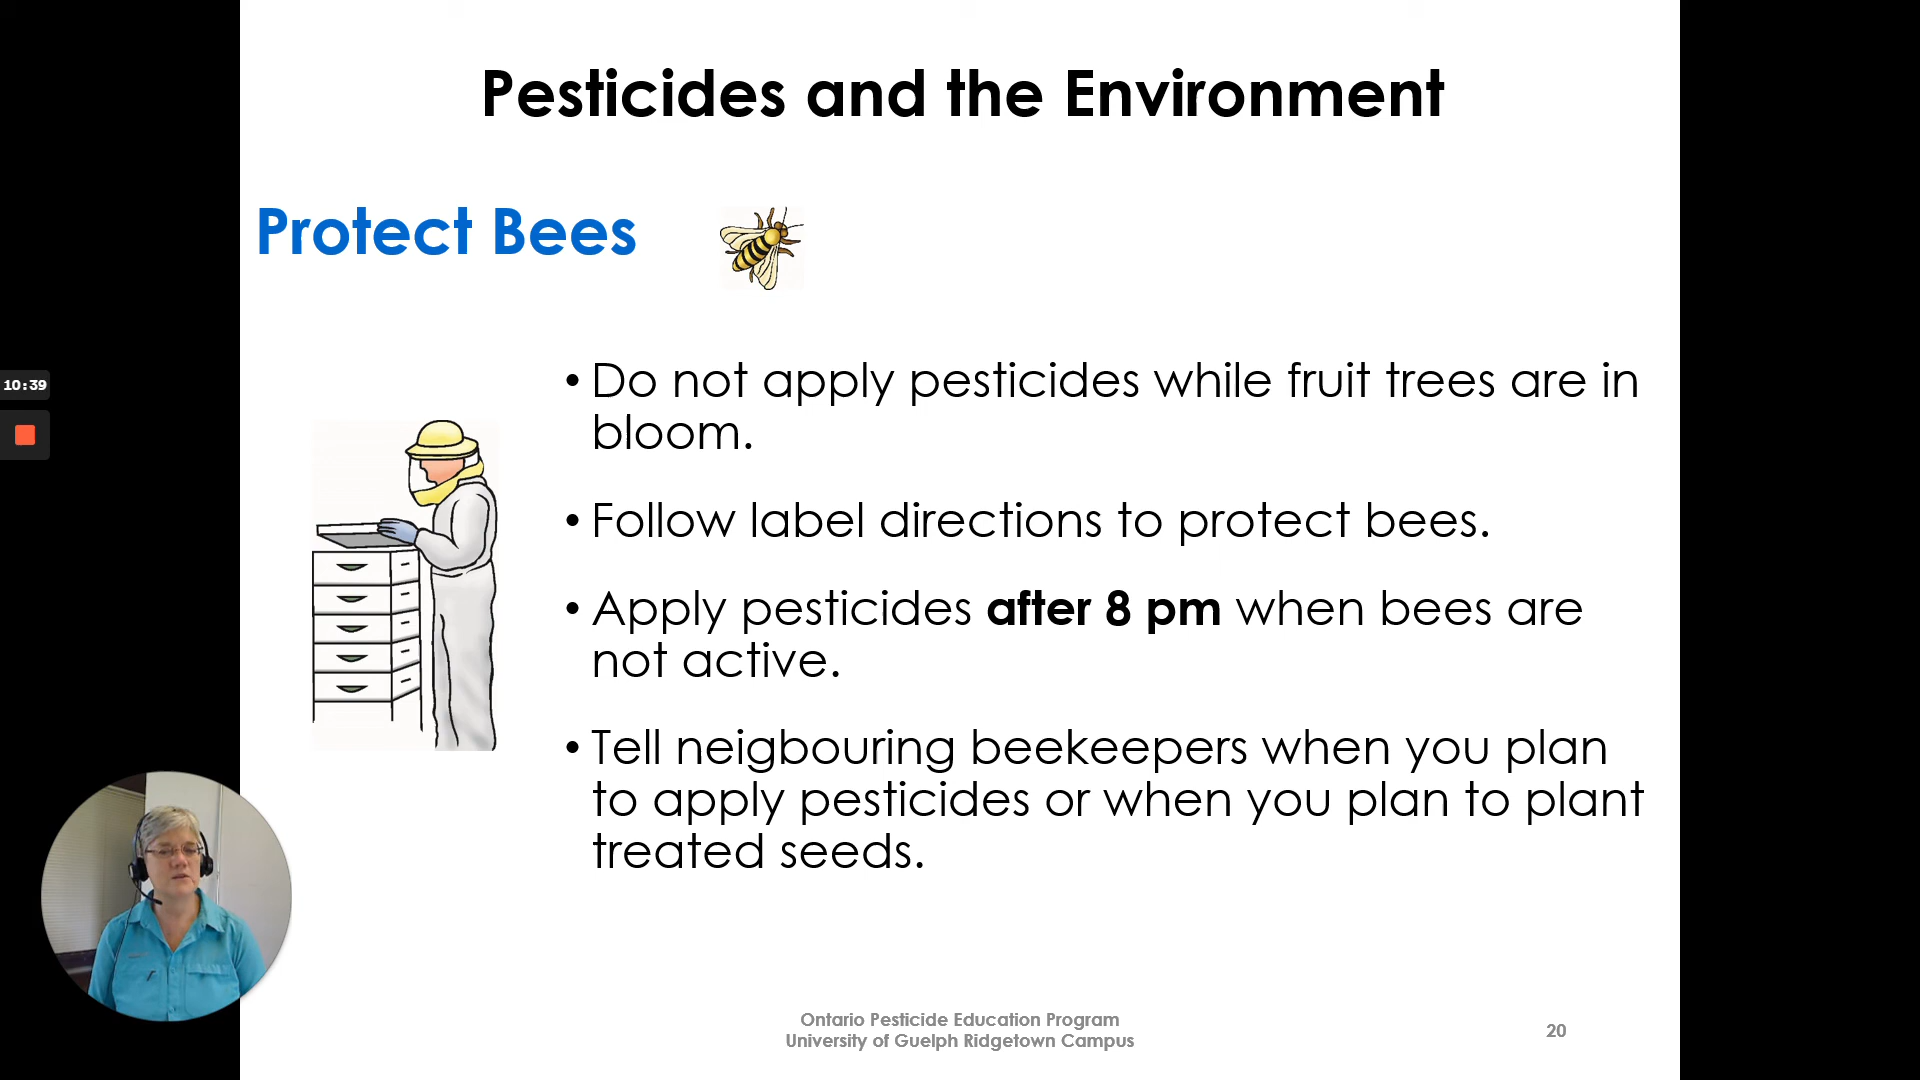 Pesticides and the Environment
Protect Bees
• Do not apply pesticides while fruit trees are in
bloom.
• Follow label directions to protect bees.
• Apply pesticides after 8 pm when bees are
not active.
• Tell neigbouring beekeepers when you plan
to apply pesticides or when you plan to plant
treated seeds.
10:39
Ontario Pesticide Education Program
University of Guelph Ridgetown Campus
20